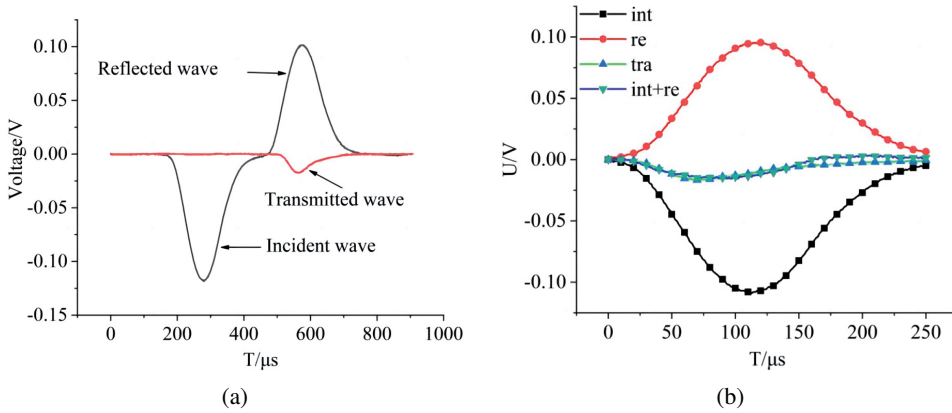 0.10
0.05
0.00
-0.05
-0.10
-0.15
Voltage/V
Reflected wave
Transmitted wave
Incident wave
0 200 400 600 800 1000
T/μs
(a)
int
re
tra
int+re
0.10
0.05
0.00
-0.05
-0.10
U/V
0 50 100 150 200 250
T/μs
(b)